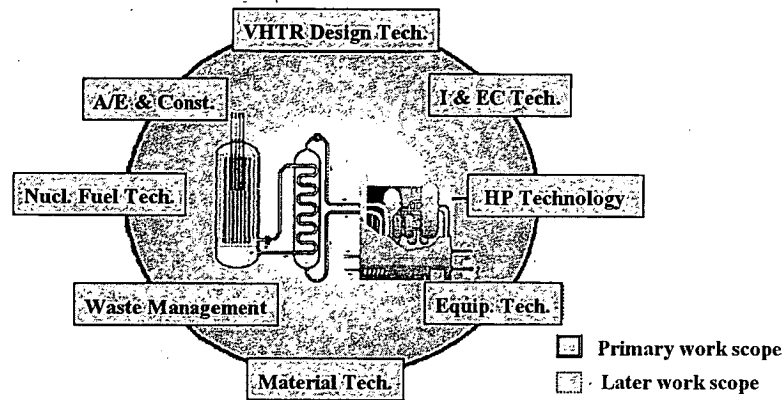 VHTR Design Tech.
A/E & Const.
I & EC Tech.
Nucl. Fuel Tech.
HP Technology
Waste Management
Equip. Tech.
Material Tech.
Primary work scope
Later work scope